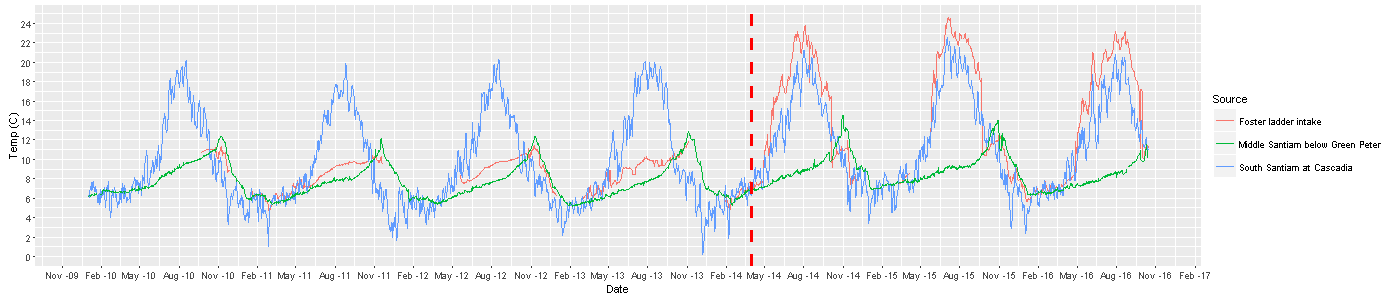 24
22
20
18
16
14
12
10
8
6
4
2
0
Temp (C)
Nov -09 Feb -10 May -10 Aug -10 Nov -10 Feb -11 May -11 Aug -11 Nov -11 Feb -12 May -12 Aug -12 Nov -12 Feb -13 May -13 Aug -13 Nov -13 Feb -14 May -14 Aug -14 Nov -14 Feb -15 May -15 Aug -15 Nov -15 Feb -16 May -16 Aug -16 Nov -16 Feb -17
Date
Source
Foster ladder intake
Middle Santiam below Green Peter
South Santiam at Cascadia